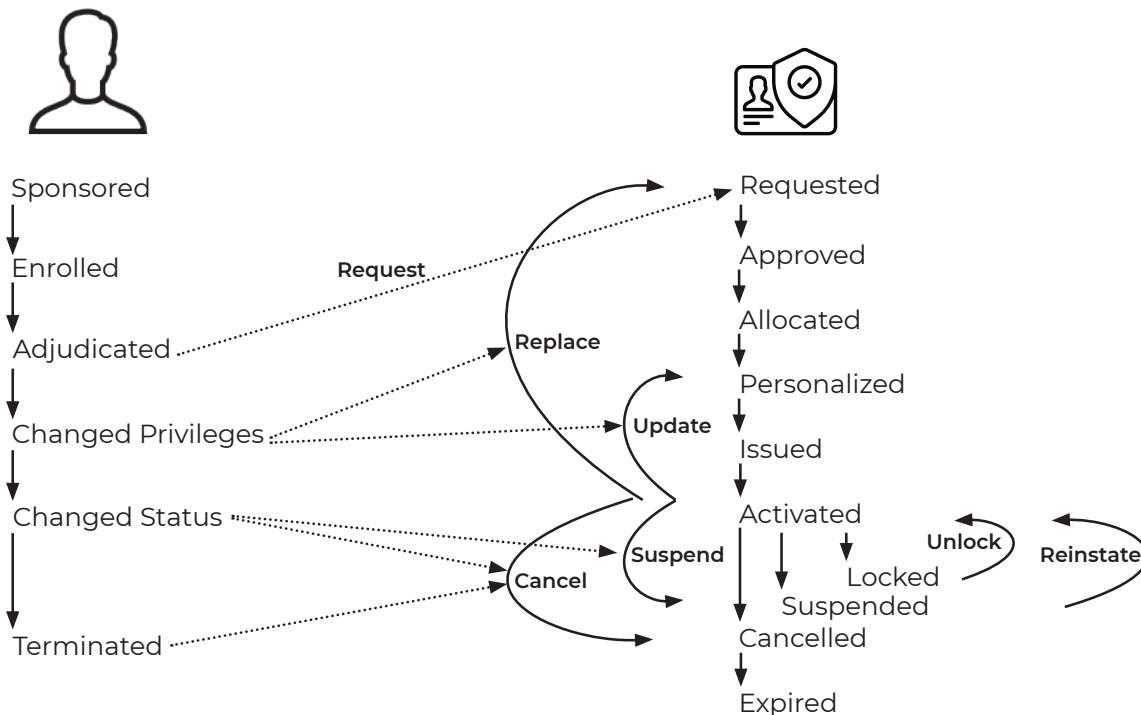 Sponsored
Enrolled
Adjudicated
Changed Privileges
Changed Status
Terminated
Request
Replace
Update
Suspend
Cancel
Requested
Approved
Allocated
Personalized
Issued
Activated
Unlock
Reinstate
Locked
Suspended
Cancelled
Expired